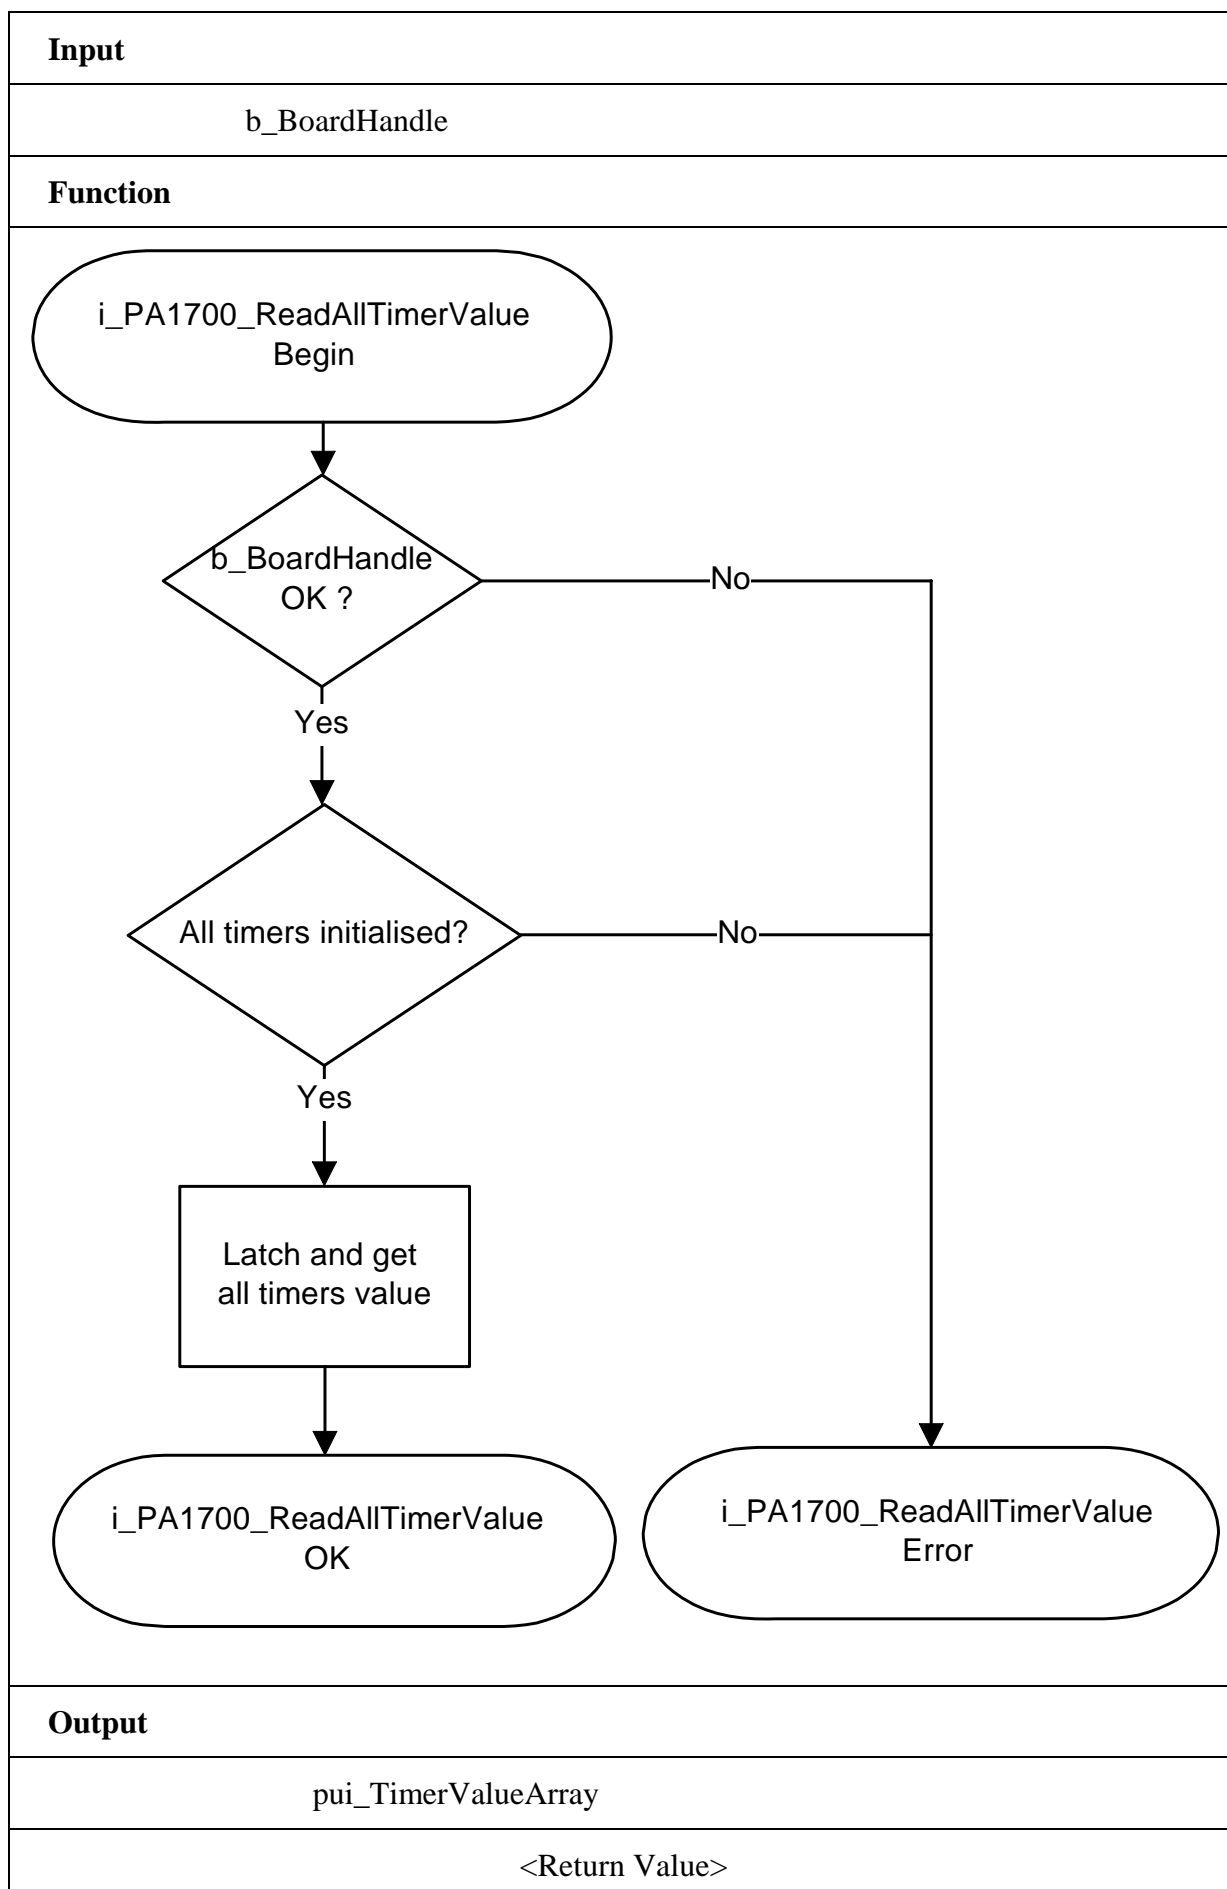 Input
b_BoardHandle
Function
i_PA1700_ReadAllTimerValue
Begin
b_BoardHandle
OK ?
No
Yes
All timers initialised?
No
Yes
Latch and get
all timers value
i_PA1700_ReadAllTimerValue
OK
i_PA1700_ReadAllTimerValue
Error
Output
pui_TimerValueArray
<Return Value>